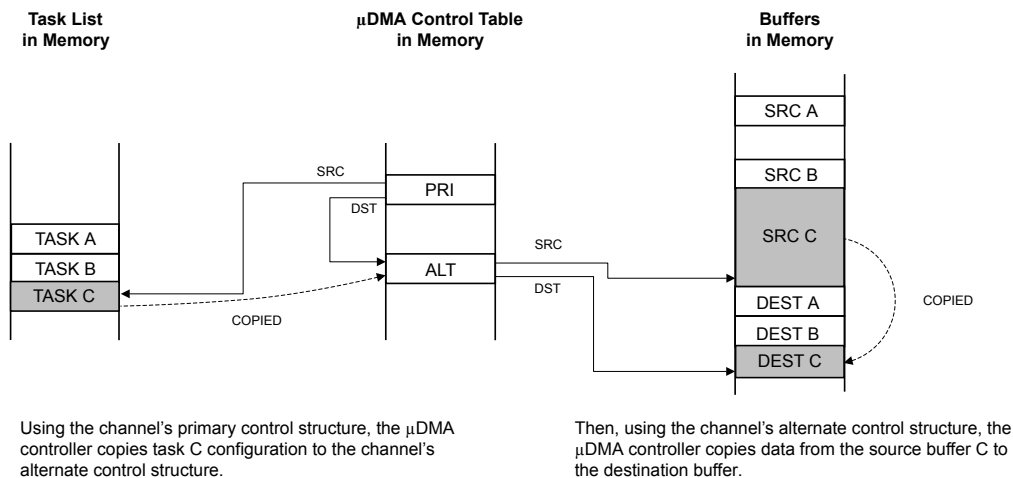 Task List
in Memory
µDMA Control Table
in Memory
Buffers
in Memory
SRC A
SRC B
SRC C
DEST A
DEST B
DEST C
SRC
PRI
DST
TASK A
TASK B
TASK C
ALT
SRC
DST
COPIED
COPIED
Using the channel’s primary control structure, the µDMA
controller copies task C configuration to the channel’s
alternate control structure.
Then, using the channel’s alternate control structure, the
µDMA controller copies data from the source buffer C to
the destination buffer.